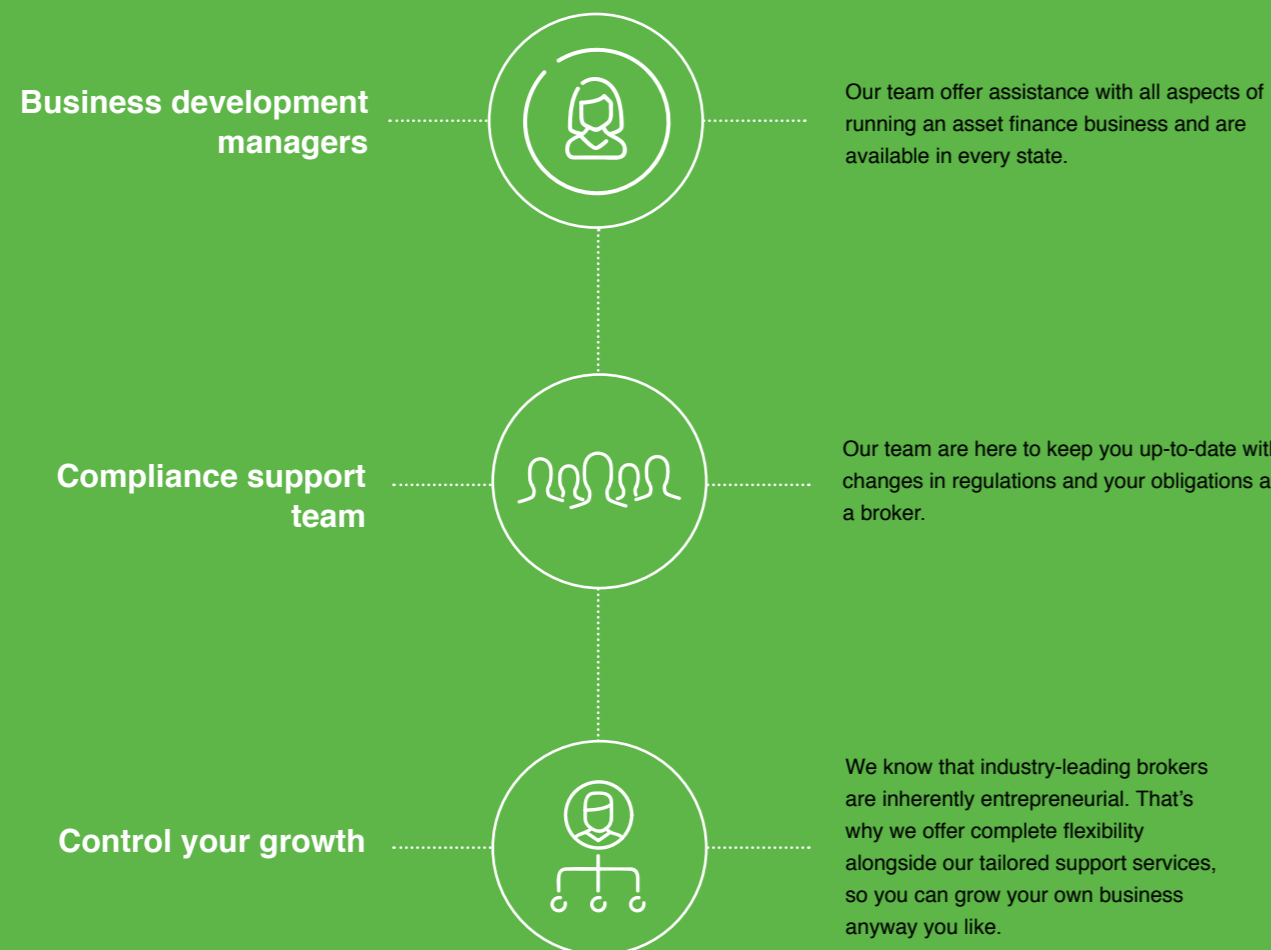 Business development
managers
Our team offer assistance with all aspects of
running an asset finance business and are
available in every state.
Compliance support
team
Our team are here to keep you up-to-date with
changes in regulations and your obligations
a broker.
Control your growth
We know that industry-leading brokers
are inherently entrepreneurial. That’s
why we offer complete flexibility
alongside our tailored support services,
so you can grow your own business
anyway you like.